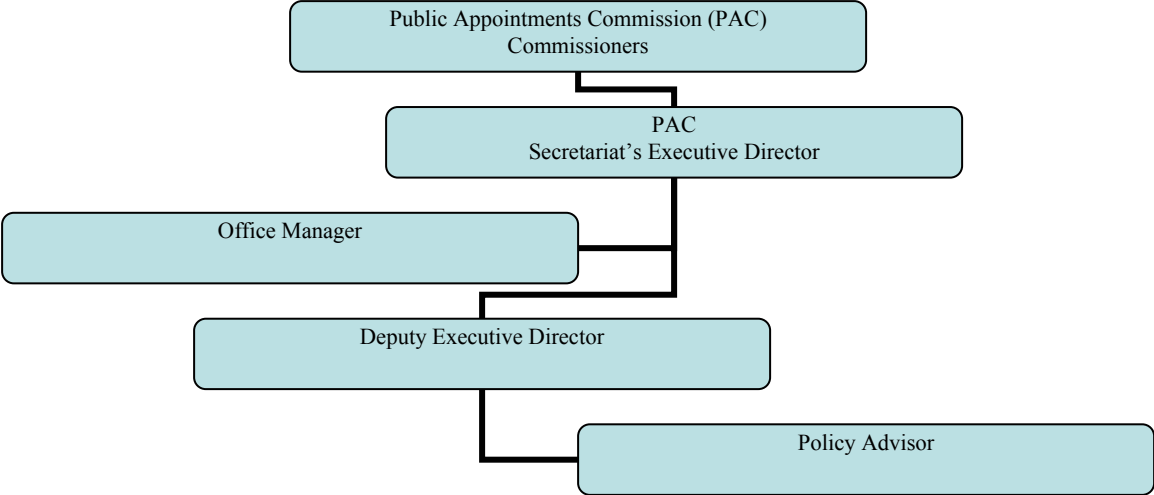 Public Appointments Commission (PAC)
Commissioners
PAC
Secretariat’s Executive Director
Office Manager
Deputy Executive Director
Policy Advisor